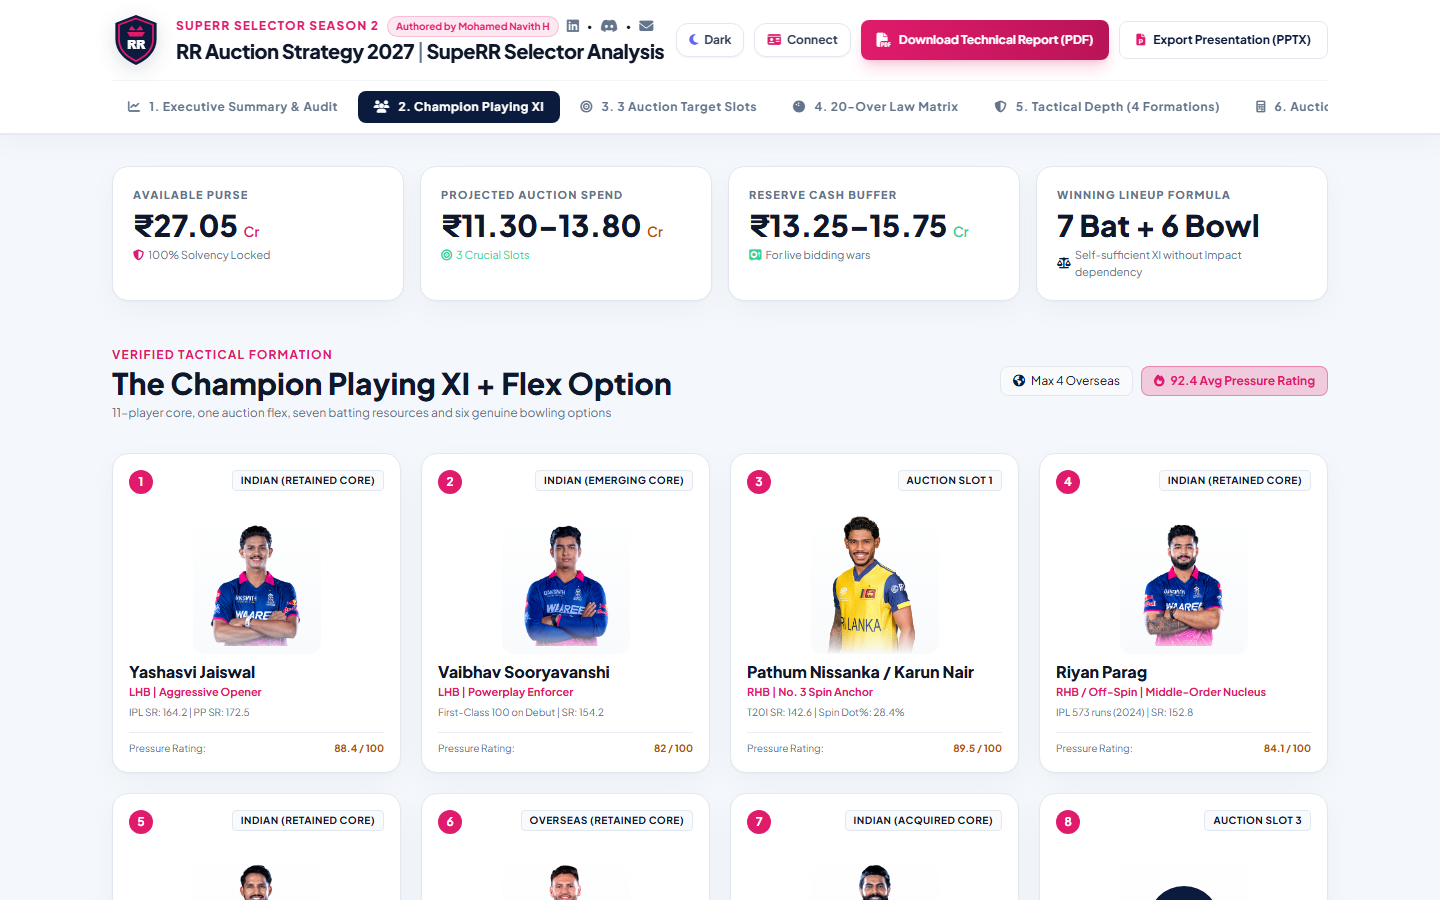 RR
SUPERR SELECTOR SEASON 2
Authored by Mohamed Navith H
RR Auction Strategy 2027 | SupeRR Selector Analysis
Dark
Connect
Download Technical Report (PDF)
Export Presentation (PPTX)
1. Executive Summary & Audit
2. Champion Playing XI
3. 3 Auction Target Slots
4. 20-Over Law Matrix
5. Tactical Depth (4 Formations)
6. Auctic
AVAILABLE PURSE
₹27.05 Cr
100% Solvency Locked
PROJECTED AUCTION SPEND
₹11.30–13.80 Cr
3 Crucial Slots
RESERVE CASH BUFFER
₹13.25–15.75 Cr
For live bidding wars
WINNING LINEUP FORMULA
7 Bat + 6 Bowl
Self-sufficient XI without Impact
dependency
VERIFIED TACTICAL FORMATION
The Champion Playing XI + Flex Option
11-player core, one auction flex, seven batting resources and six genuine bowling options
Max 4 Overseas
92.4 Avg Pressure Rating
1
INDIAN (RETAINED CORE)
Yashasvi Jaiswal
LHB | Aggressive Opener
IPL SR: 164.2 | PP SR: 172.5
Pressure Rating:
88.4 / 100
2
INDIAN (EMERGING CORE)
Vaibhav Sooryavanshi
LHB | Powerplay Enforcer
First-Class 100 on Debut | SR: 154.2
Pressure Rating:
82 / 100
3
AUCTION SLOT 1
LANKA
Pathum Nissanka / Karun Nair
RHB | No. 3 Spin Anchor
T20I SR: 142.6 | Spin Dot%: 28.4%
Pressure Rating:
89.5 / 100
4
INDIAN (RETAINED CORE)
Riyan Parag
RHB / Off-Spin | Middle-Order Nucleus
IPL 573 runs (2024) | SR: 152.8
Pressure Rating:
84.1 / 100
5
INDIAN (RETAINED CORE)
6
OVERSEAS (RETAINED CORE)
7
INDIAN (ACQUIRED CORE)
8
AUCTION SLOT 3